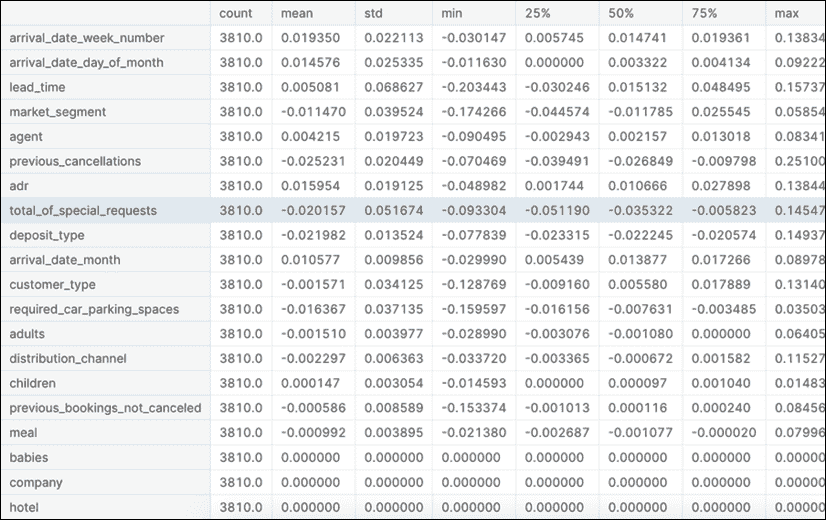 count mean std min 25% 50% 75% max
arrival_date_week_number 3810.0 0.019350 0.022113 -0.030147 0.005745 0.014741 0.019361 0.13834
arrival_date_day_of_month 3810.0 0.014576 0.025335 -0.011630 0.000000 0.003322 0.004134 0.09222
lead_time 3810.0 0.005081 0.068627 -0.203443 -0.030246 0.015132 0.048495 0.15737
market_segment 3810.0 -0.011470 0.039524 -0.174266 -0.044574 -0.011785 0.025545 0.05854
agent 3810.0 0.004215 0.019723 -0.090495 -0.002943 0.002157 0.013018 0.08341
previous_cancellations 3810.0 -0.025231 0.020449 -0.070469 -0.039491 -0.026849 -0.009798 0.25100
adr 3810.0 0.015954 0.019125 -0.048982 0.001744 0.010666 0.027898 0.13844
total_of_special_requests 3810.0 -0.020157 0.051674 -0.093304 -0.051190 -0.035322 -0.005823 0.14547
deposit_type 3810.0 -0.021982 0.013524 -0.077839 -0.023315 -0.022245 -0.020574 0.14937
arrival_date_month 3810.0 0.010577 0.009856 -0.029990 0.005439 0.013877 0.017266 0.08978
customer_type 3810.0 -0.001571 0.034125 -0.128769 -0.009160 0.005580 0.017889 0.13140
required_car_parking_spaces 3810.0 -0.016367 0.037135 -0.159597 -0.016156 -0.007631 -0.003485 0.03503
adults 3810.0 -0.001510 0.003977 -0.028990 -0.003076 -0.001080 0.000000 0.06405
distribution_channel 3810.0 -0.002297 0.006363 -0.033720 -0.003365 -0.000672 0.001582 0.11527
children 3810.0 0.000147 0.003054 -0.014593 0.000000 0.000097 0.001040 0.01483
previous_bookings_not_canceled 3810.0 -0.000586 0.008589 -0.153374 -0.001013 0.000116 0.000240 0.08456
meal 3810.0 -0.000992 0.003895 -0.021380 -0.002687 -0.001077 -0.000020 0.07996
babies 3810.0 0.000000 0.000000 0.000000 0.000000 0.000000 0.000000 0.00000
company 3810.0 0.000000 0.000000 0.000000 0.000000 0.000000 0.000000 0.00000
hotel 3810.0 0.000000 0.000000 0.000000 0.000000 0.000000 0.000000 0.00000